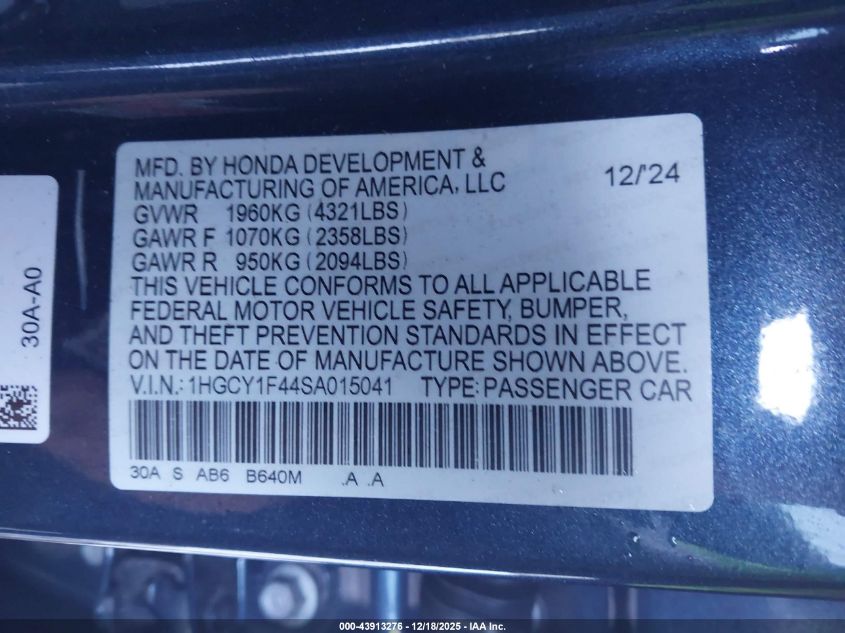 MFD. BY HONDA DEVELOPMENT &
MANUFACTURING OF AMERICA, LLC 12/'24
GVWR 1960KG (4321LBS)
GAWR F 1070KG (2358LBS)
GAWR R 950KG (2094LBS)
THIS VEHICLE CONFORMS TO ALL APPLICABLE
FEDERAL MOTOR VEHICLE SAFETY, BUMPER,
AND THEFT PREVENTION STANDARDS IN EFFECT
ON THE DATE OF MANUFACTURE SHOWN ABOVE.
V.I.N.: 1HGCY1F44SA015041 TYPE: PASSENGER CAR
30A S AB6 B640M .A .A
30A-A0
000-43913276 - 12/18/2025 - IAA Inc.